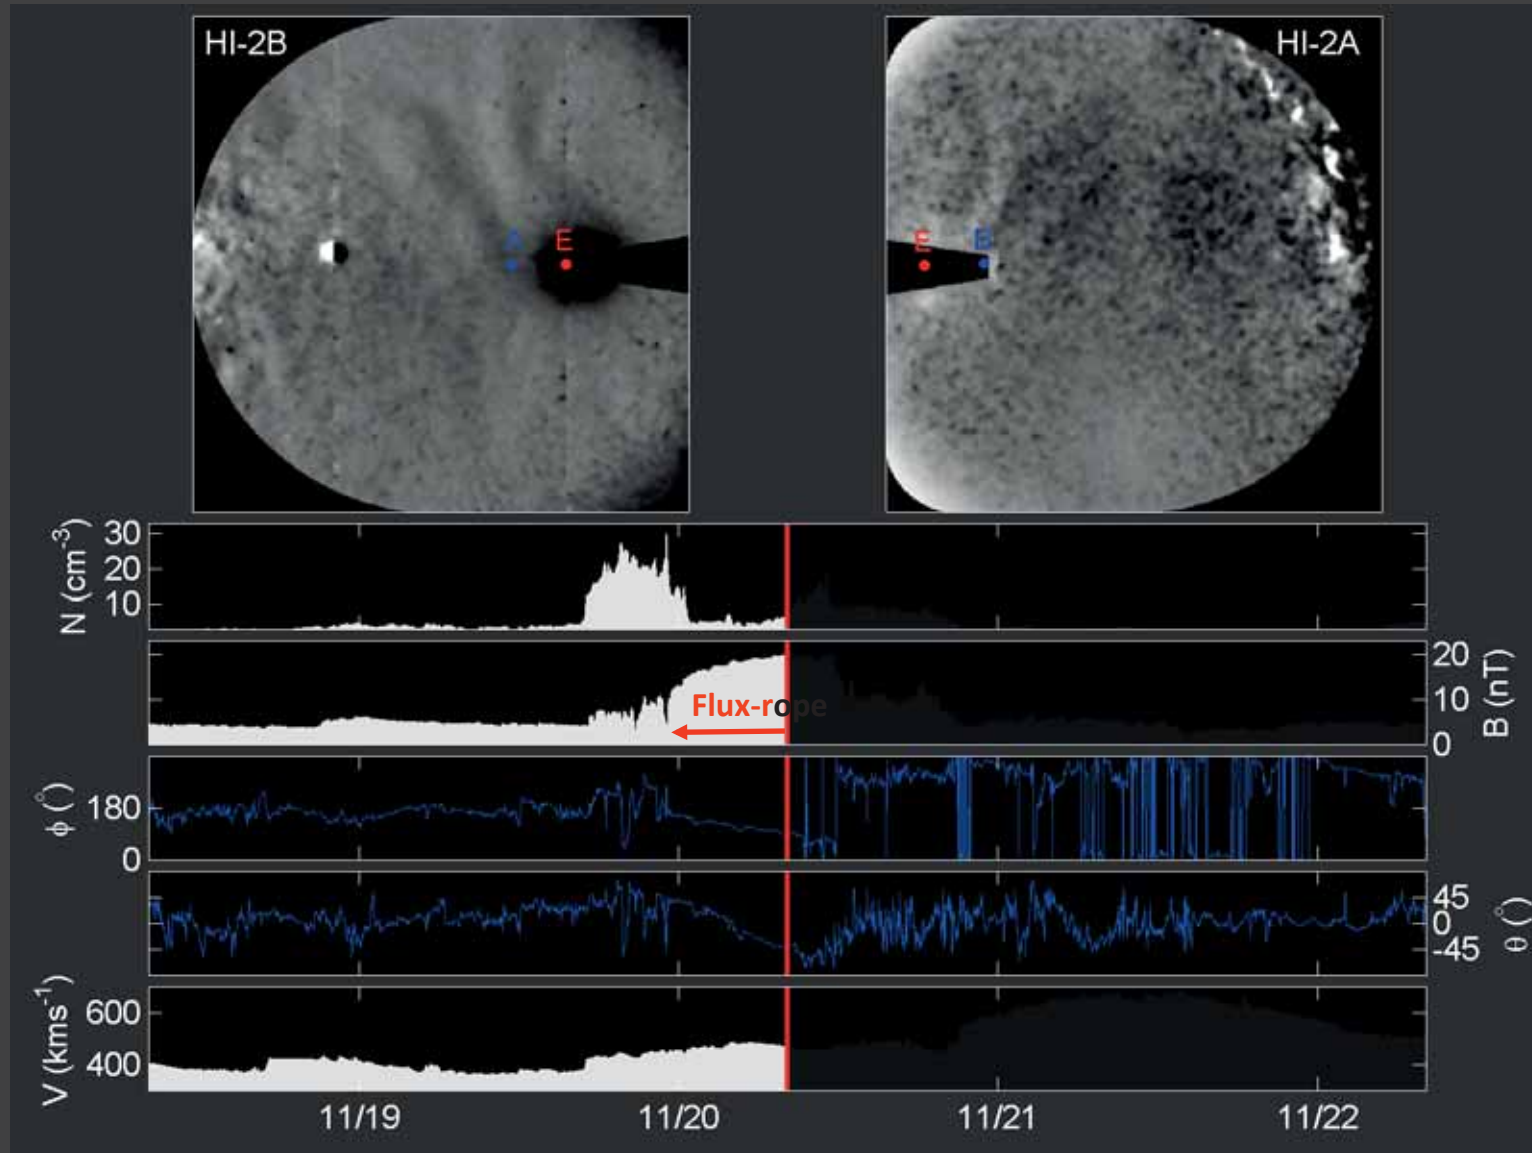 HI-2B
HI-2A
A
E
E
B
N (cm-3)
30
20
10
20
10
0
B (nT)
Flux-rope
ϕ (°)
180
0
45
0
-45
θ (°)
V (kms-1)
600
400
11/19
11/20
11/21
11/22